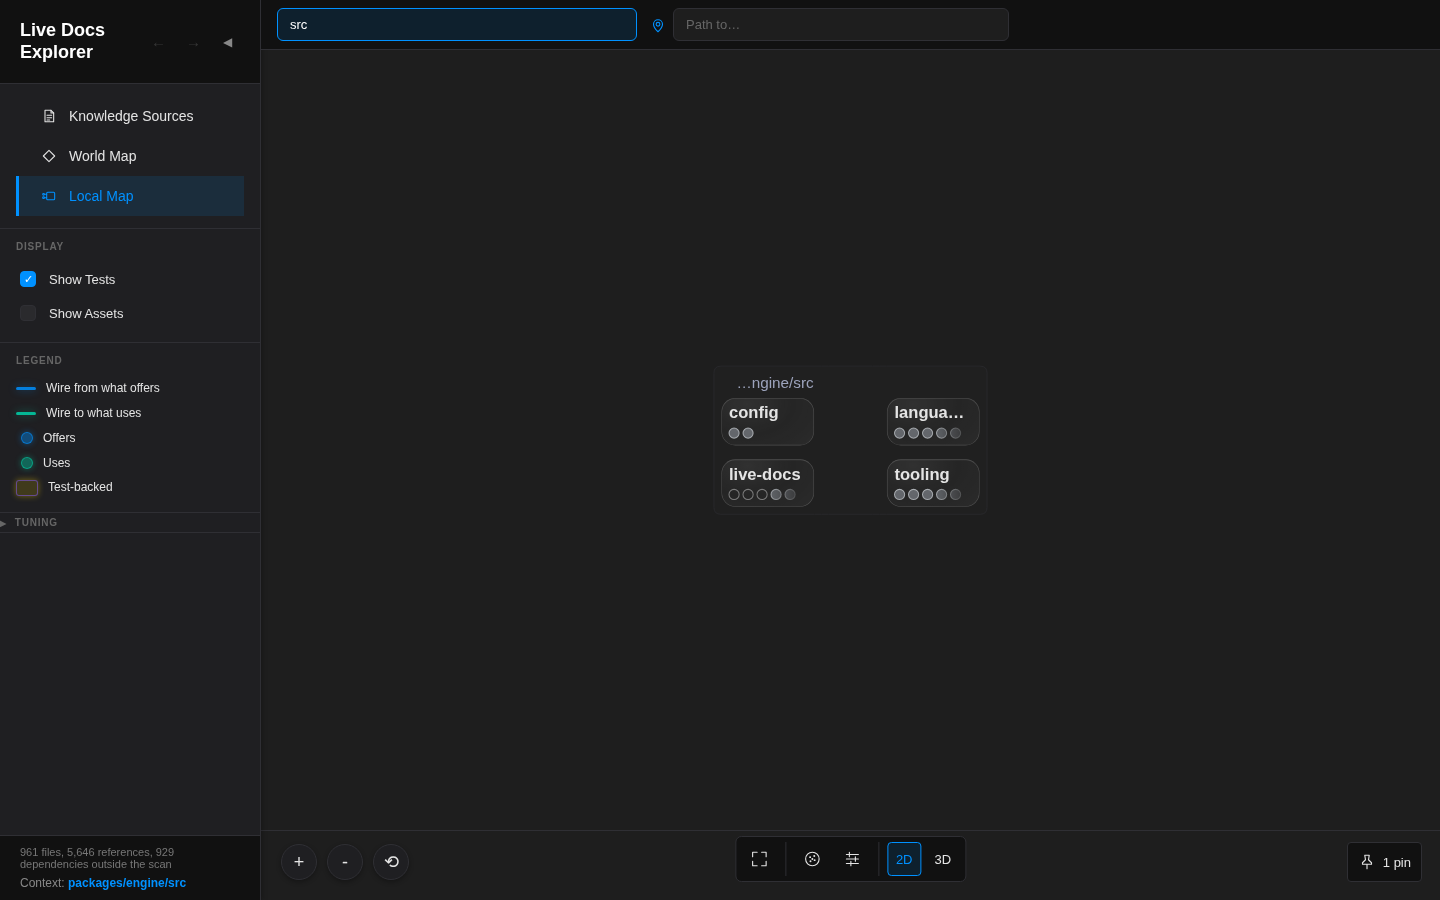 Live Docs
Explorer
← → ◀
src
Path to…
Knowledge Sources
World Map
Local Map
DISPLAY
✓ Show Tests
Show Assets
LEGEND
Wire from what offers
Wire to what uses
Offers
Uses
Test-backed
▶ TUNING
…ngine/src
config
langua…
live-docs
tooling
961 files, 5,646 references, 929
dependencies outside the scan
Context: packages/engine/src
+ - ⟲
2D 3D
1 pin